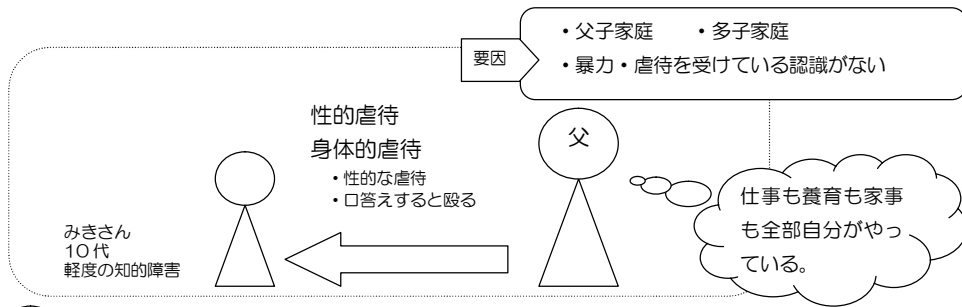 要因
・父子家庭　　・多子家庭
・暴力・虐待を受けている認識がない
性的虐待
身体的虐待
・性的な虐待
・口答えすると殴る
父
仕事も養育も家事
も全部自分がやっ
ている。
みきさん
10代
軽度の知的障害